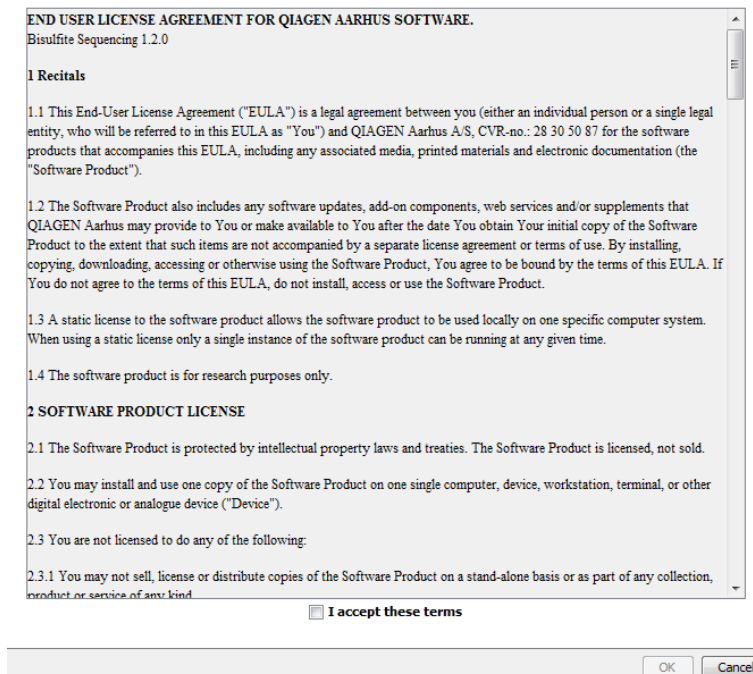 END USER LICENSE AGREEMENT FOR QIAGEN AARHUS SOFTWARE.
Bisulfite Sequencing 1.2.0
1 Recitals
1.1 This End-User License Agreement ("EULA") is a legal agreement between you (either an individual person or a single legal
entity, who will be referred to in this EULA as "You") and QIAGEN Aarhus A/S, CVR-no.: 28 30 50 87 for the software
products that accompanies this EULA, including any associated media, printed materials and electronic documentation (the
"Software Product").
1.2 The Software Product also includes any software updates, add-on components, web services and/or supplements that
QIAGEN Aarhus may provide to You or make available to You after the date You obtain Your initial copy of the Software
Product to the extent that such items are not accompanied by a separate license agreement or terms of use. By installing,
copying, downloading, accessing or otherwise using the Software Product, You agree to be bound by the terms of this EULA. If
You do not agree to the terms of this EULA, do not install, access or use the Software Product.
1.3 A static license to the software product allows the software product to be used locally on one specific computer system.
When using a static license only a single instance of the software product can be running at any given time.
1.4 The software product is for research purposes only.
2 SOFTWARE PRODUCT LICENSE
2.1 The Software Product is protected by intellectual property laws and treaties. The Software Product is licensed, not sold.
2.2 You may install and use one copy of the Software Product on one single computer, device, workstation, terminal, or other
digital electronic or analogue device ("Device").
2.3 You are not licensed to do any of the following:
2.3.1 You may not sell, license or distribute copies of the Software Product on a stand-alone basis or as part of any collection,
product or service of any kind
I accept these terms
OK Cancel